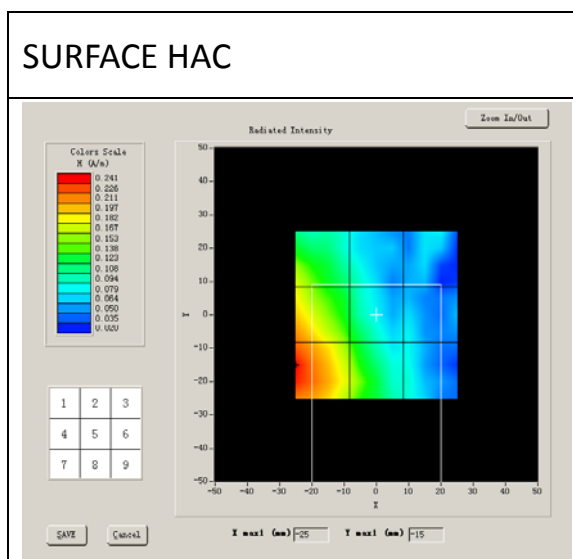 SURFACE HAC
Zoom In/Out
Radiated Intensity
Colors Scale
H (A/m)
0.241
0.226
0.211
0.197
0.182
0.167
0.153
0.138
0.123
0.108
0.094
0.079
0.064
0.050
0.035
0.020
50
40
30
20
10
0
-10
-20
-30
-40
-50
Y
-50 -40 -30 -20 -10 0 10 20 30 40 50
X
1 2 3
4 5 6
7 8 9
SAVE Cancel
X max1 (mm) -25 Y max1 (mm) -15